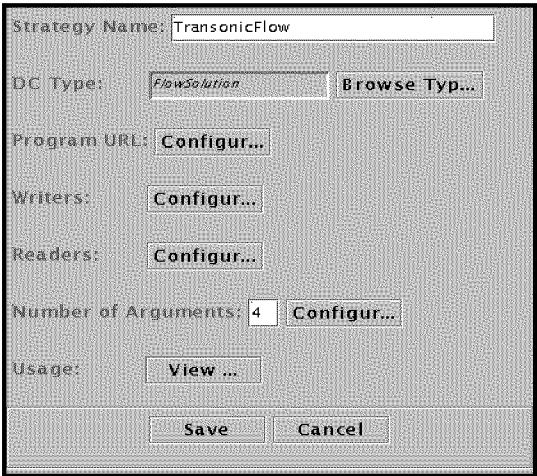 Strategy Name: TransonicFlow
DC Type: FlowSolution Browse Typ...
Program URL: Configur...
Writers: Configur...
Readers: Configur...
Number of Arguments: 4 Configur...
Usage: View ...
Save Cancel